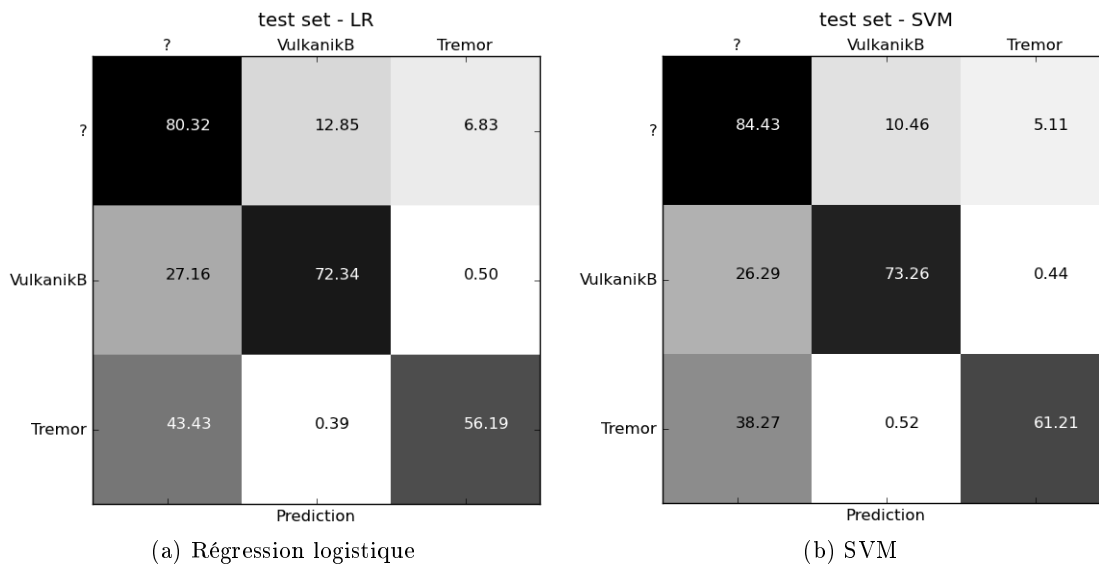 test set - LR
? VulkanikB Tremor
? 80.32 12.85 6.83
VulkanikB 27.16 72.34 0.50
Tremor 43.43 0.39 56.19
Prediction
(a) Régression logistique
test set - SVM
? VulkanikB Tremor
? 84.43 10.46 5.11
VulkanikB 26.29 73.26 0.44
Tremor 38.27 0.52 61.21
Prediction
(b) SVM